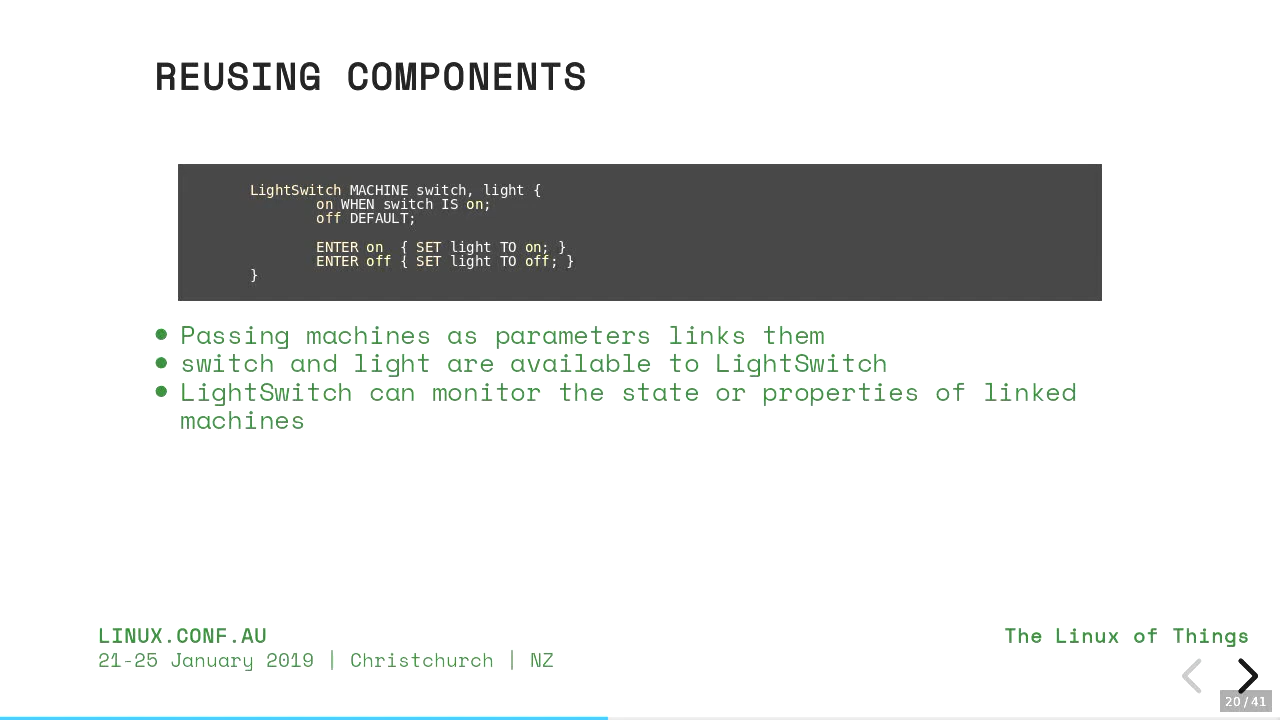 REUSING COMPONENTS
LightSwitch MACHINE switch, light {
on WHEN switch IS on;
off DEFAULT;
ENTER on  { SET light TO on; }
ENTER off { SET light TO off; }
}
Passing machines as parameters links them
switch and light are available to LightSwitch
LightSwitch can monitor the state or properties of linked
machines
LINUX.CONF.AU
The Linux of Things
21-25 January 2019 | Christchurch | NZ
20 / 41